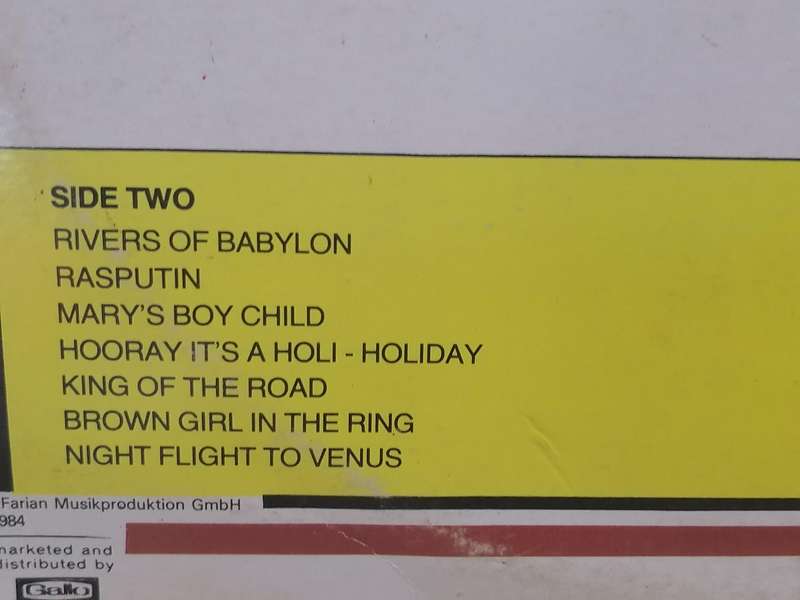 SIDE TWO
RIVERS OF BABYLON
RASPUTIN
MARY'S BOY CHILD
HOORAY IT'S A HOLI - HOLIDAY
KING OF THE ROAD
BROWN GIRL IN THE RING
NIGHT FLIGHT TO VENUS
Farian Musikproduktion GmbH
984
marketed and
distributed by
Gallo